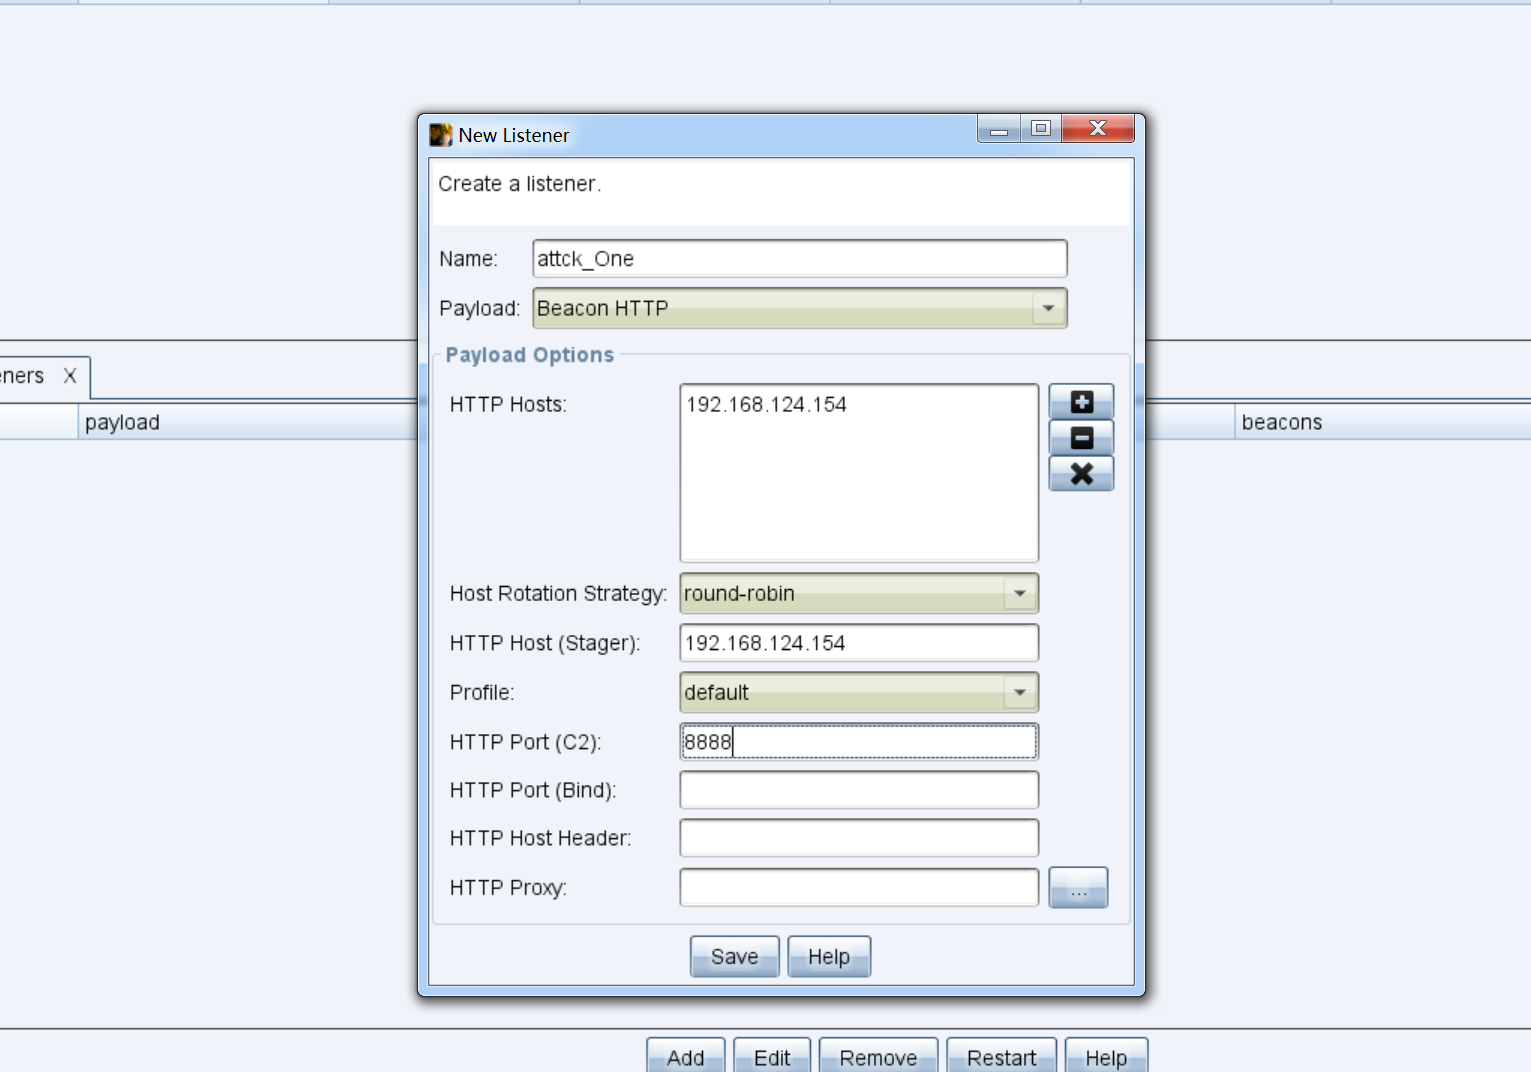 New Listener
Create a listener.
Name: attck_One
Payload: Beacon HTTP
Payload Options
eners X
HTTP Hosts: 192.168.124.154
payload beacons
Host Rotation Strategy: round-robin
HTTP Host (Stager): 192.168.124.154
Profile: default
HTTP Port (C2): 8888
HTTP Port (Bind):
HTTP Host Header:
HTTP Proxy: ...
Save Help
Add Edit Remove Restart Help